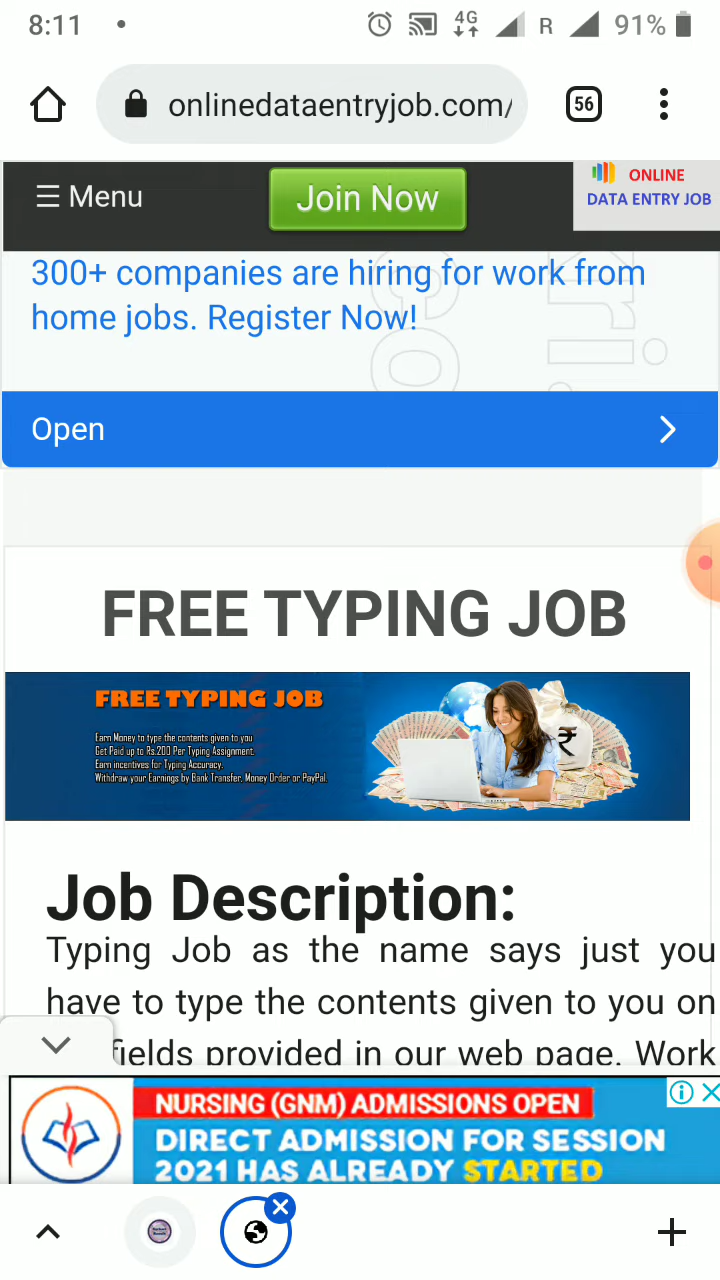 8:11
4G
R
91%
onlinedataentryjob.com/
56
☰ Menu
Join Now
ONLINE
DATA ENTRY JOB
300+ companies are hiring for work from
home jobs. Register Now!
Open
FREE TYPING JOB
FREE TYPING JOB
Earn Money to type the contents given to you
Get Paid up to Rs.200 Per Typing Assignment.
Earn incentives for Typing Accuracy.
Withdraw your Earnings by Bank Transfer, Money Order or PayPal.
₹
Job Description:
Typing Job as the name says just you
have to type the contents given to you on
fields provided in our web page. Work
NURSING (GNM) ADMISSIONS OPEN
DIRECT ADMISSION FOR SESSION
2021 HAS ALREADY STARTED